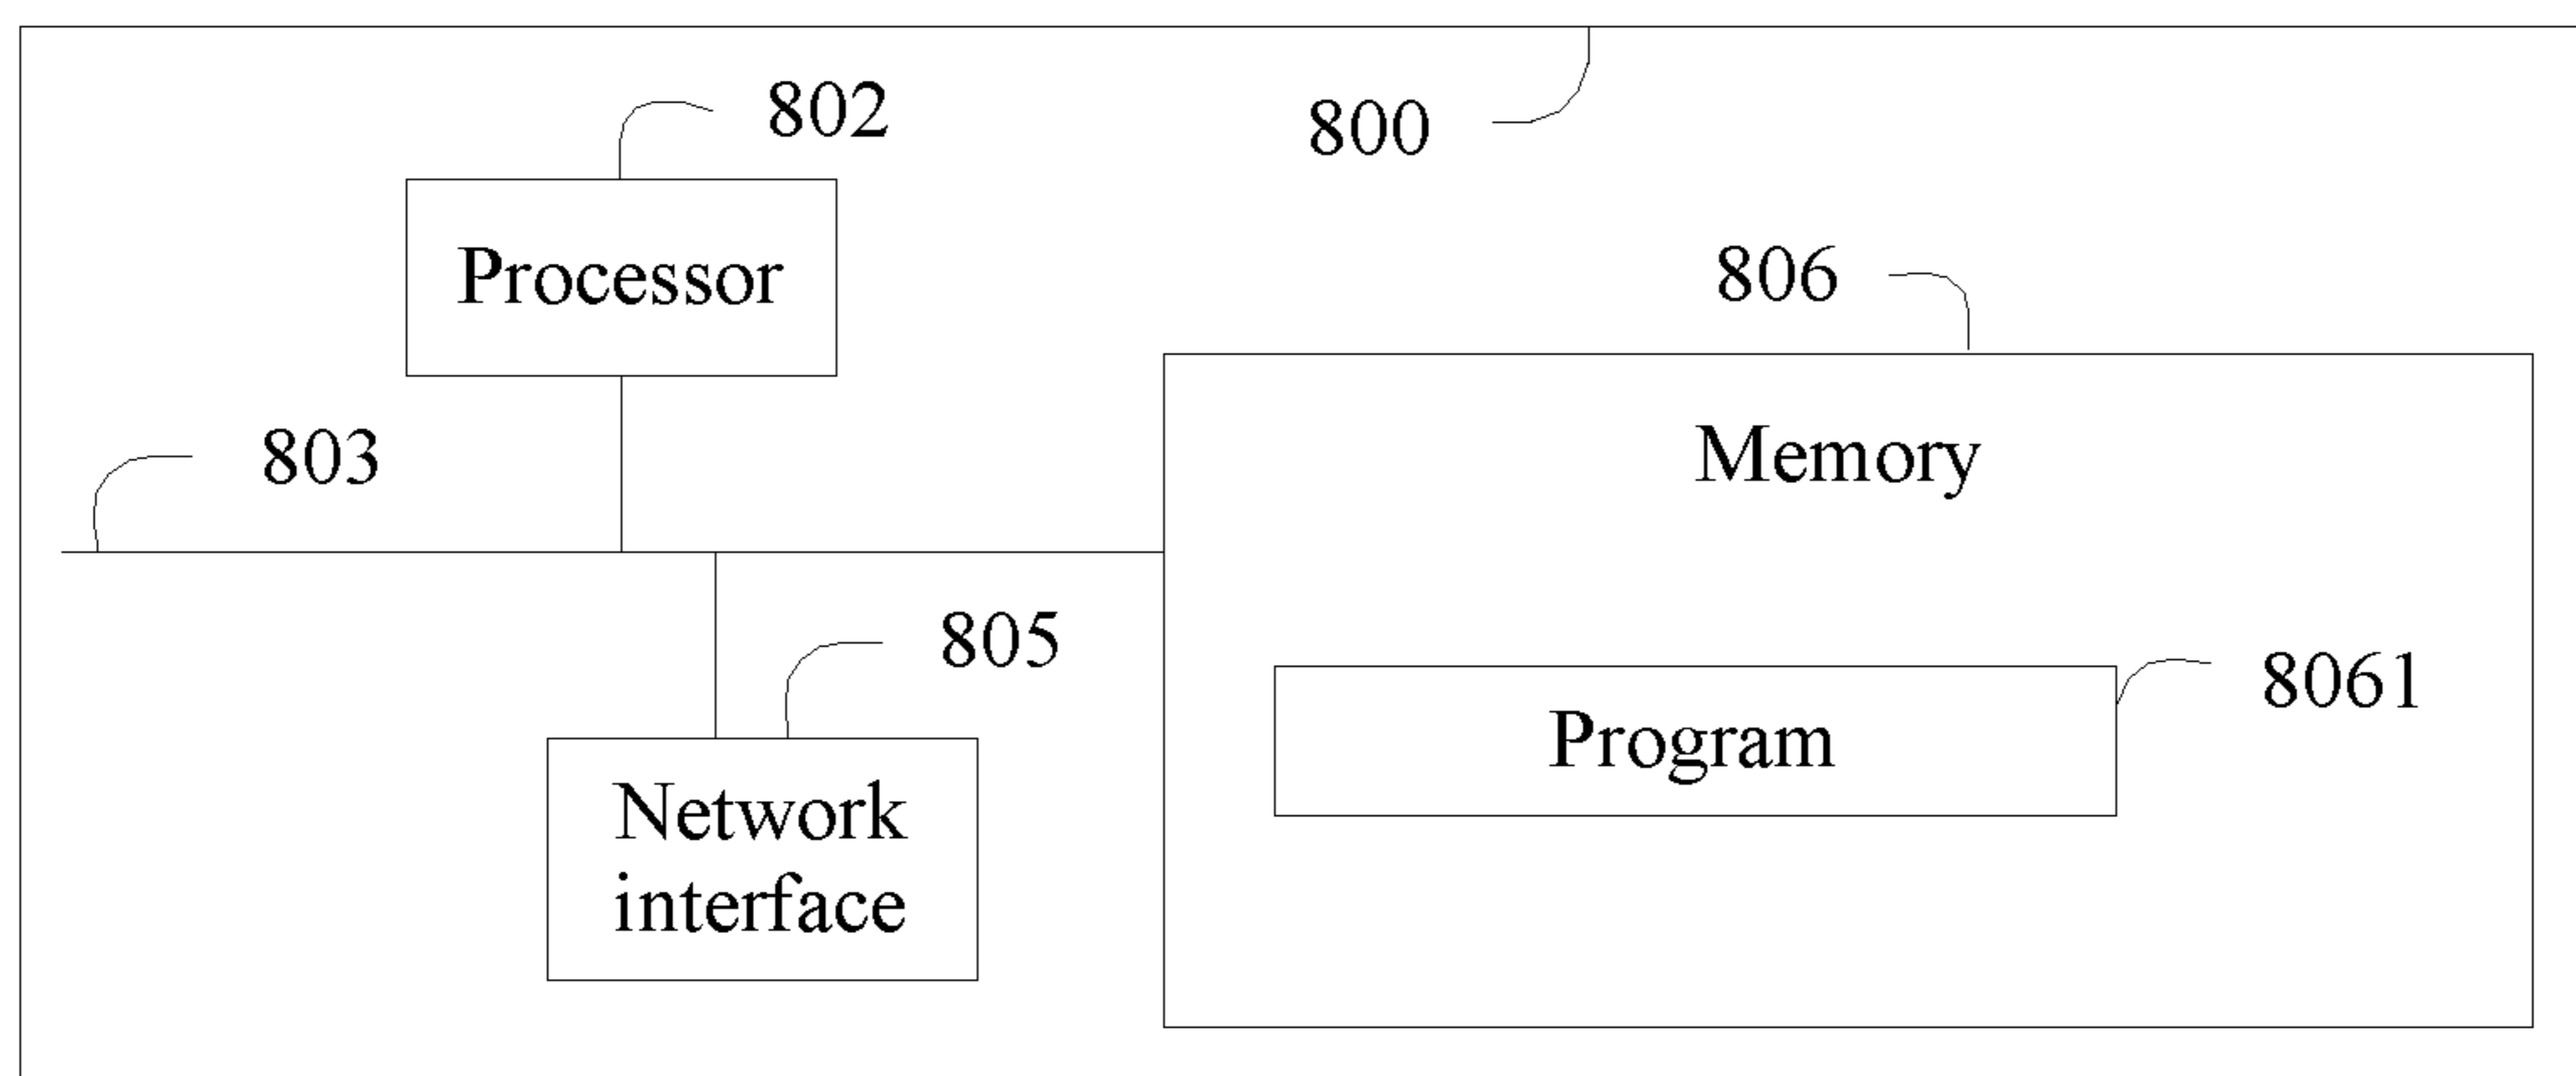 802
800
Processor
806
803
Memory
805
8061
Program
Network
interface